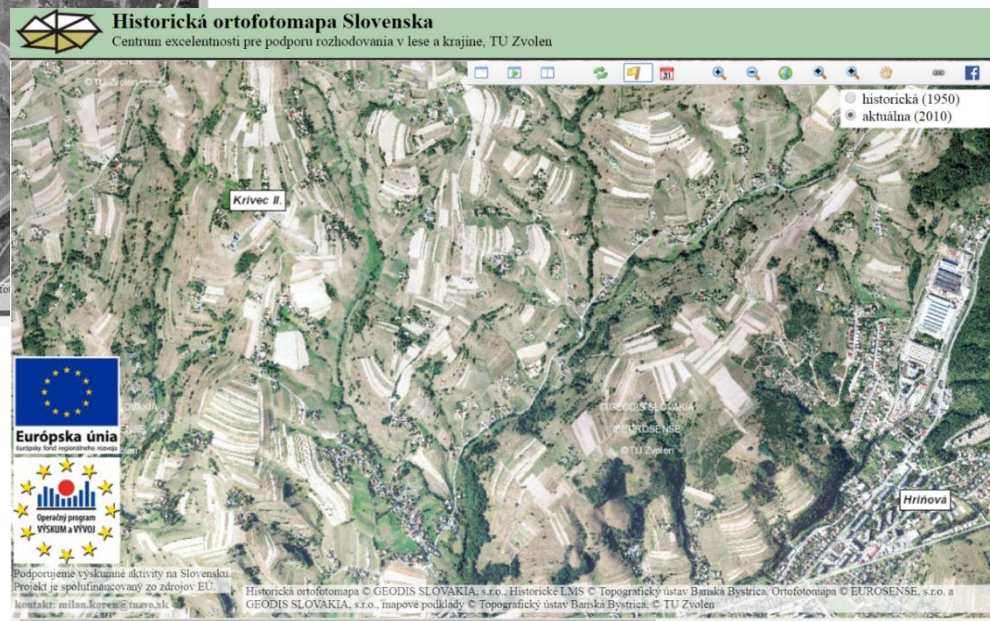 Historická ortofotomapa Slovenska
Centrum excelentnosti pre podporu rozhodovania v lese a krajine, TU Zvolen
EUROSENSE
©TU Zvolen
31
historická (1950)
aktuálna (2010)
Krivec II.
©GEODIS SLOVAKIA
©EUROSENSE
©TU Zvolen
Hriňová
Európska únia
Európsky fond regionálneho rozvoja
Operačný program
VÝSKUM a VÝVOJ
Podporujeme výskumné aktivity na Slovensku.
Projekt je spolufinancovaný zo zdrojov EÚ.
kontakt: milan.koren@tuzvo.sk
Historická ortofotomapa © GEODIS SLOVAKIA, s.r.o., Historické LMS © Topografický ústav Banská Bystrica, Ortofotomapa © EUROSENSE, s.r.o. a
GEODIS SLOVAKIA, s.r.o., mapové podklady © Topografický ústav Banská Bystrica, © TU Zvolen